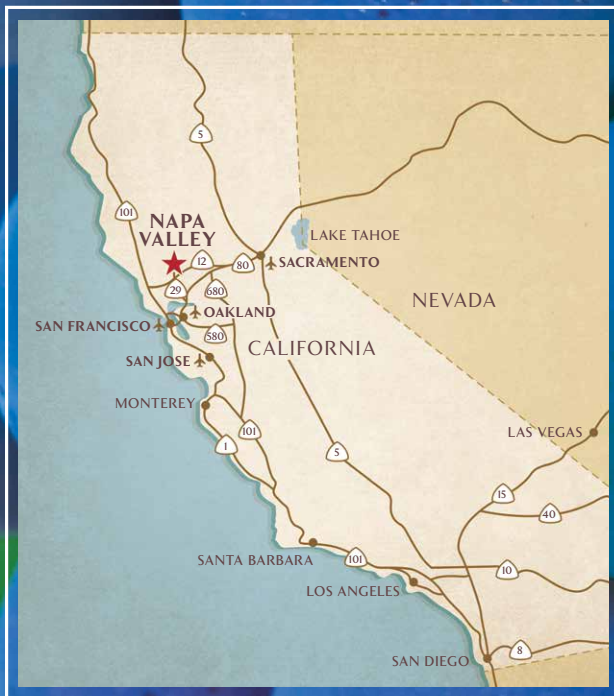 5
101
NAPA
VALLEY
12
80
LAKE TAHOE
SACRAMENTO
29
680
NEVADA
OAKLAND
SAN FRANCISCO
580
CALIFORNIA
SAN JOSE
MONTEREY
101
1
5
LAS VEGAS
15
40
SANTA BARBARA
101
10
LOS ANGELES
8
SAN DIEGO